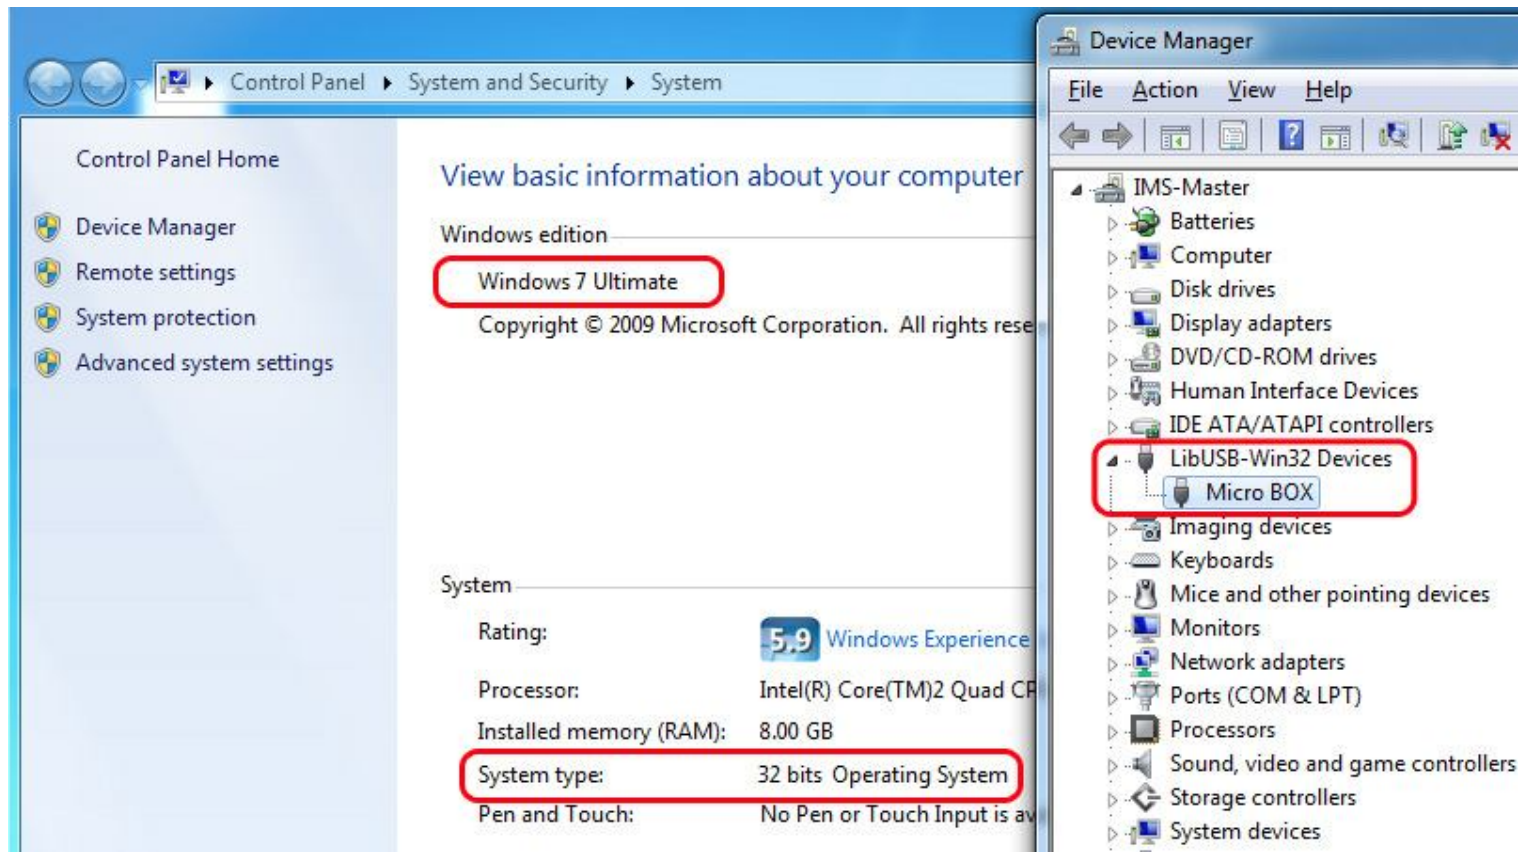 Control Panel ▸ System and Security ▸ System
Control Panel Home
Device Manager
Remote settings
System protection
Advanced system settings
View basic information about your computer
Windows edition
Windows 7 Ultimate
Copyright © 2009 Microsoft Corporation. All rights rese
System
Rating:
5.9 Windows Experience
Processor:
Intel(R) Core(TM)2 Quad CP
Installed memory (RAM):
8.00 GB
System type:
32 bits Operating System
Pen and Touch:
No Pen or Touch Input is av
Device Manager
File Action View Help
IMS-Master
Batteries
Computer
Disk drives
Display adapters
DVD/CD-ROM drives
Human Interface Devices
IDE ATA/ATAPI controllers
LibUSB-Win32 Devices
Micro BOX
Imaging devices
Keyboards
Mice and other pointing devices
Monitors
Network adapters
Ports (COM & LPT)
Processors
Sound, video and game controllers
Storage controllers
System devices